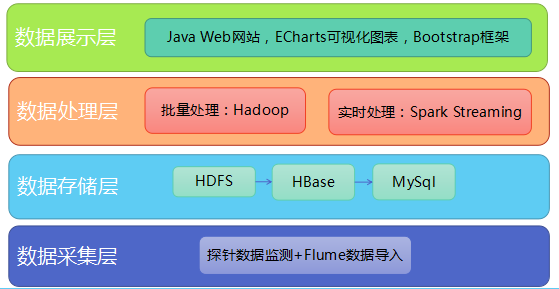 数据展示层
Java Web网站，ECharts可视化图表，Bootstrap框架
数据处理层
批量处理：Hadoop
实时处理：Spark Streaming
数据存储层
HDFS
HBase
MySql
数据采集层
探针数据监测+Flume数据导入